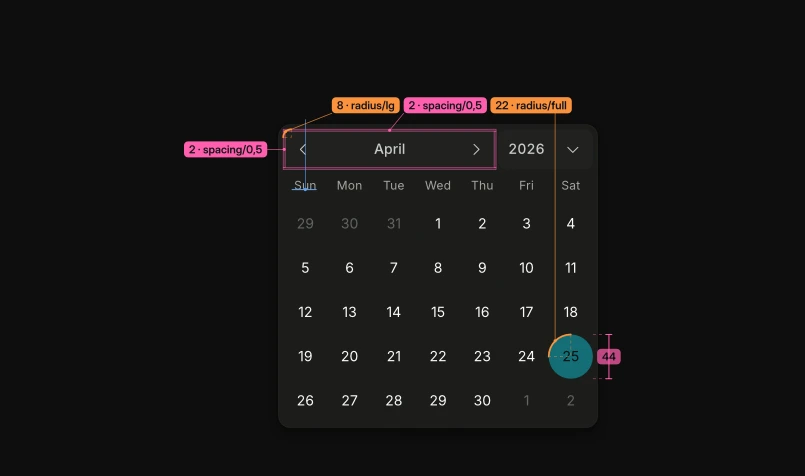 8 · radius/lg 2 · spacing/0,5 22 · radius/full
2 · spacing/0,5 April 2026
Sun Mon Tue Wed Thu Fri Sat
29 30 31 1 2 3 4
5 6 7 8 9 10 11
12 13 14 15 16 17 18
19 20 21 22 23 24 25 44
26 27 28 29 30 1 2